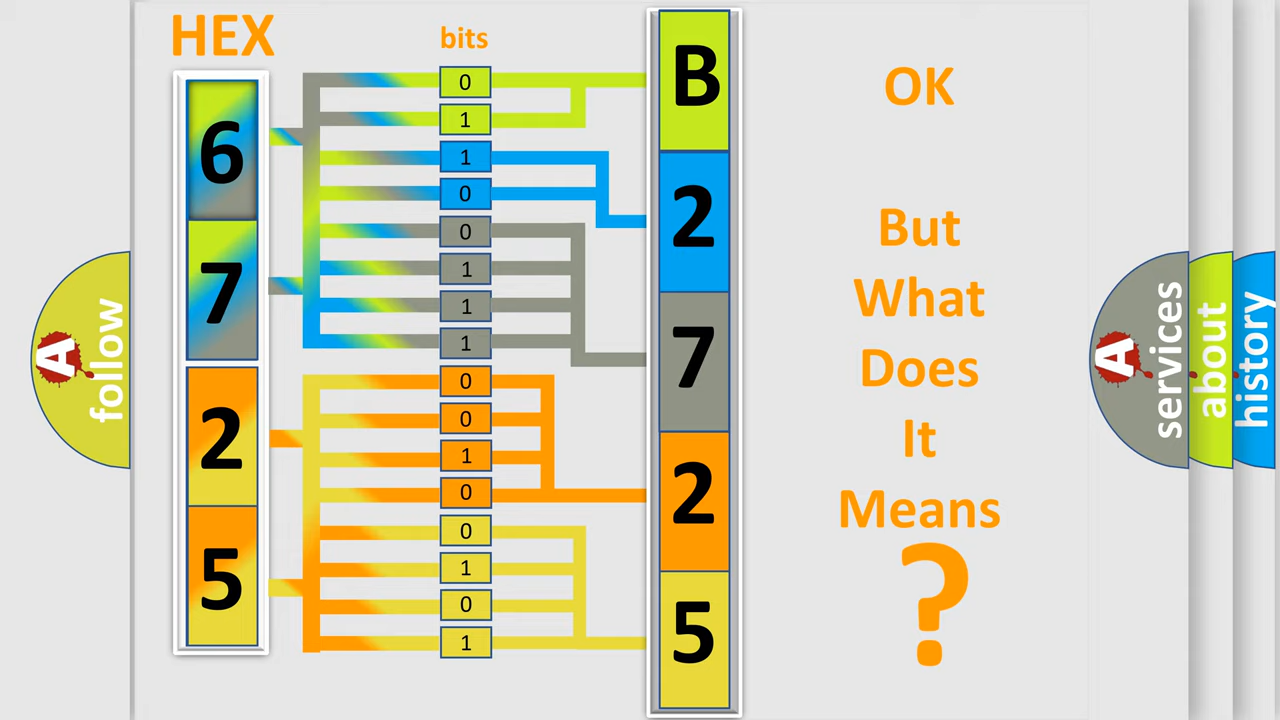 HEX
bits
6
7
2
5
0
1
1
0
0
1
1
1
0
0
1
0
0
1
0
1
B
2
7
2
5
OK
But
What
Does
It
Means
?
A
follow
A
services
about
history